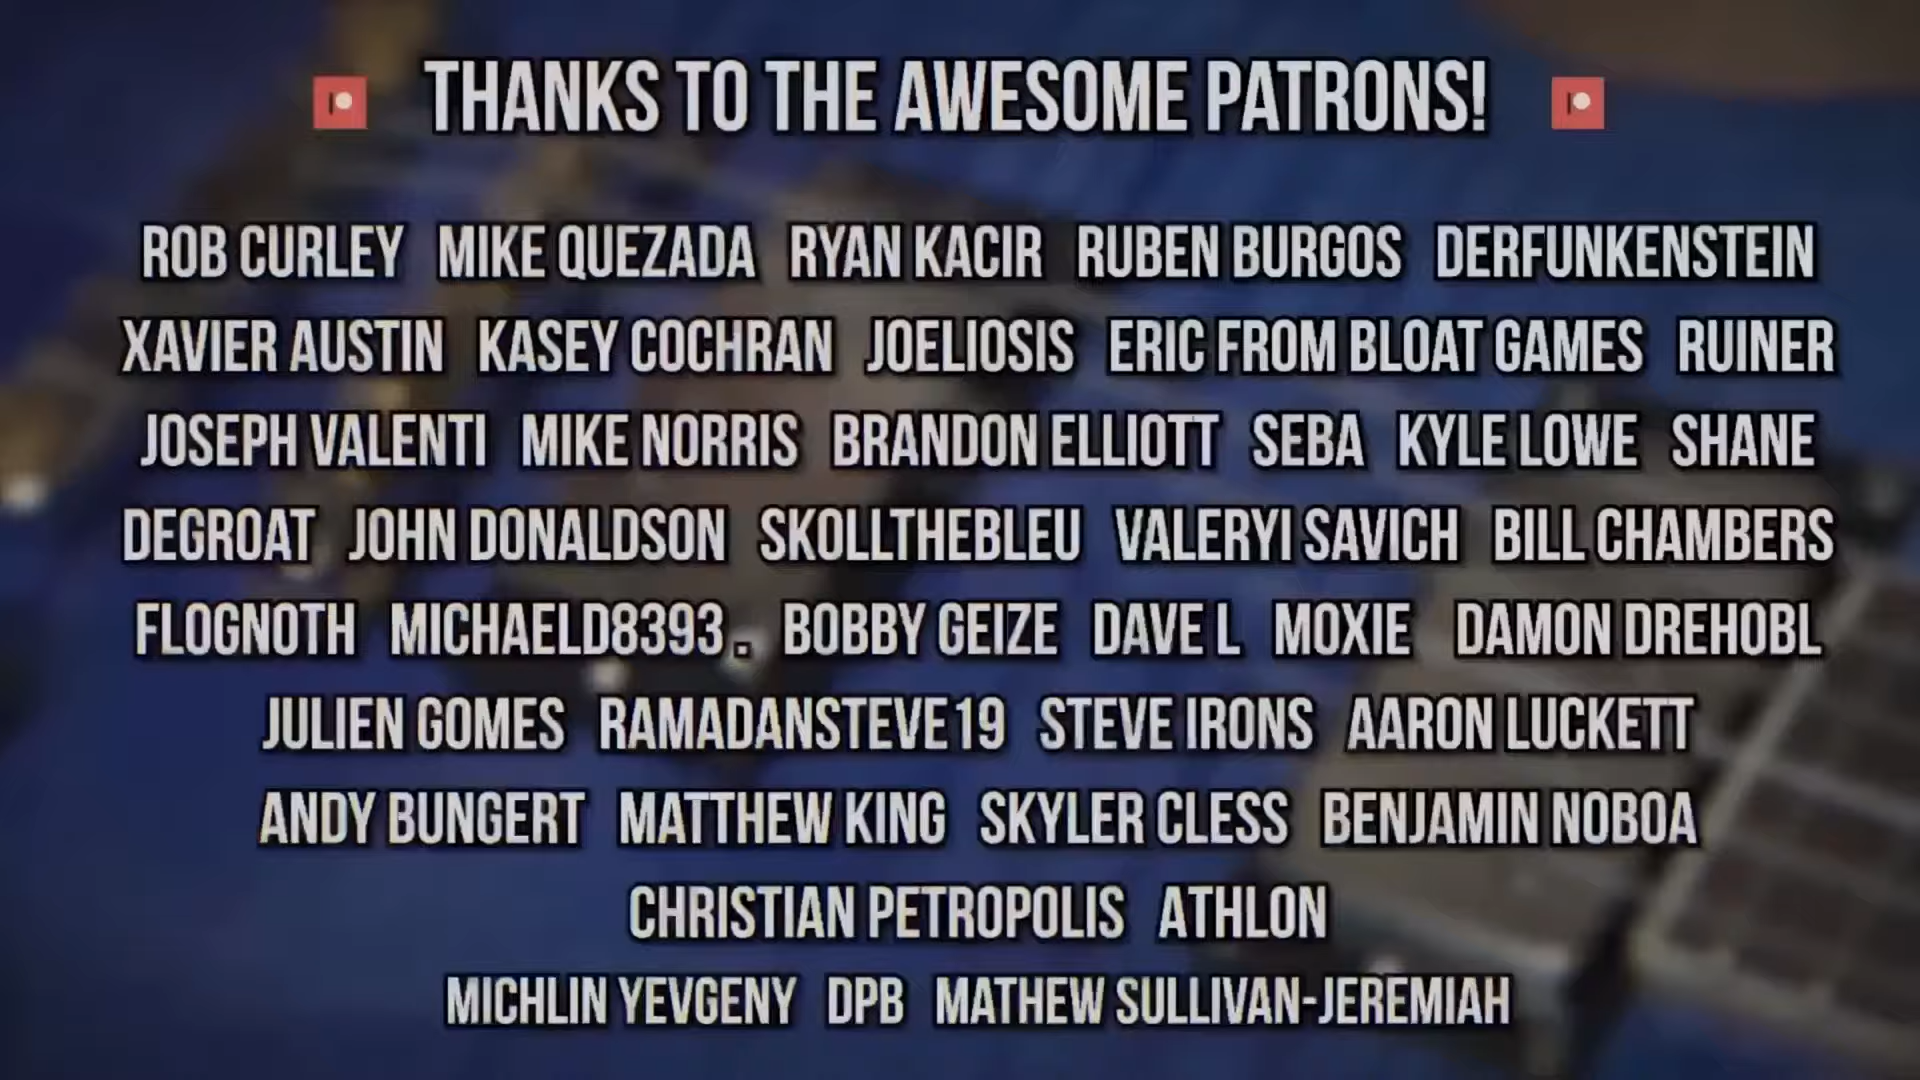 THANKS TO THE AWESOME PATRONS!
ROB CURLEY MIKE QUEZADA RYAN KACIR RUBEN BURGOS DERFUNKENSTEIN
XAVIER AUSTIN KASEY COCHRAN JOELIOSIS ERIC FROM BLOAT GAMES RUINER
JOSEPH VALENTI MIKE NORRIS BRANDON ELLIOTT SEBA KYLE LOWE SHANE
DEGROAT JOHN DONALDSON SKOLLTHEBLEU VALERYI SAVICH BILL CHAMBERS
FLOGNOTH MICHAELD8393 . BOBBY GEIZE DAVE L MOXIE DAMON DREHOBL
JULIEN GOMES RAMADANSTEVE19 STEVE IRONS AARON LUCKETT
ANDY BUNGERT MATTHEW KING SKYLER CLESS BENJAMIN NOBOA
CHRISTIAN PETROPOLIS ATHLON
MICHLIN YEVGENY DPB MATHEW SULLIVAN-JEREMIAH